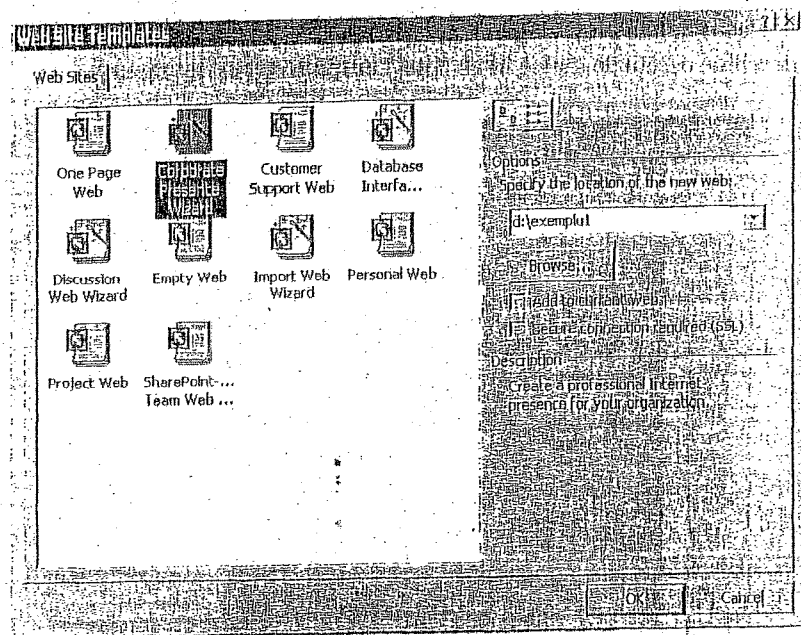 Web Site Templates
Web Sites
One Page
Web
Corporate
Presence
Wizard
Customer
Support Web
Database
Interfa...
Discussion
Web Wizard
Empty Web
Import Web
Wizard
Personal Web
Project Web
SharePoint-...
Team Web ...
Options
Specify the location of the new web:
d:\exemplu1
Browse...
Add to current Web
Secure connection required (SSL)
Description
Create a professional Internet
presence for your organization
OK
Cancel